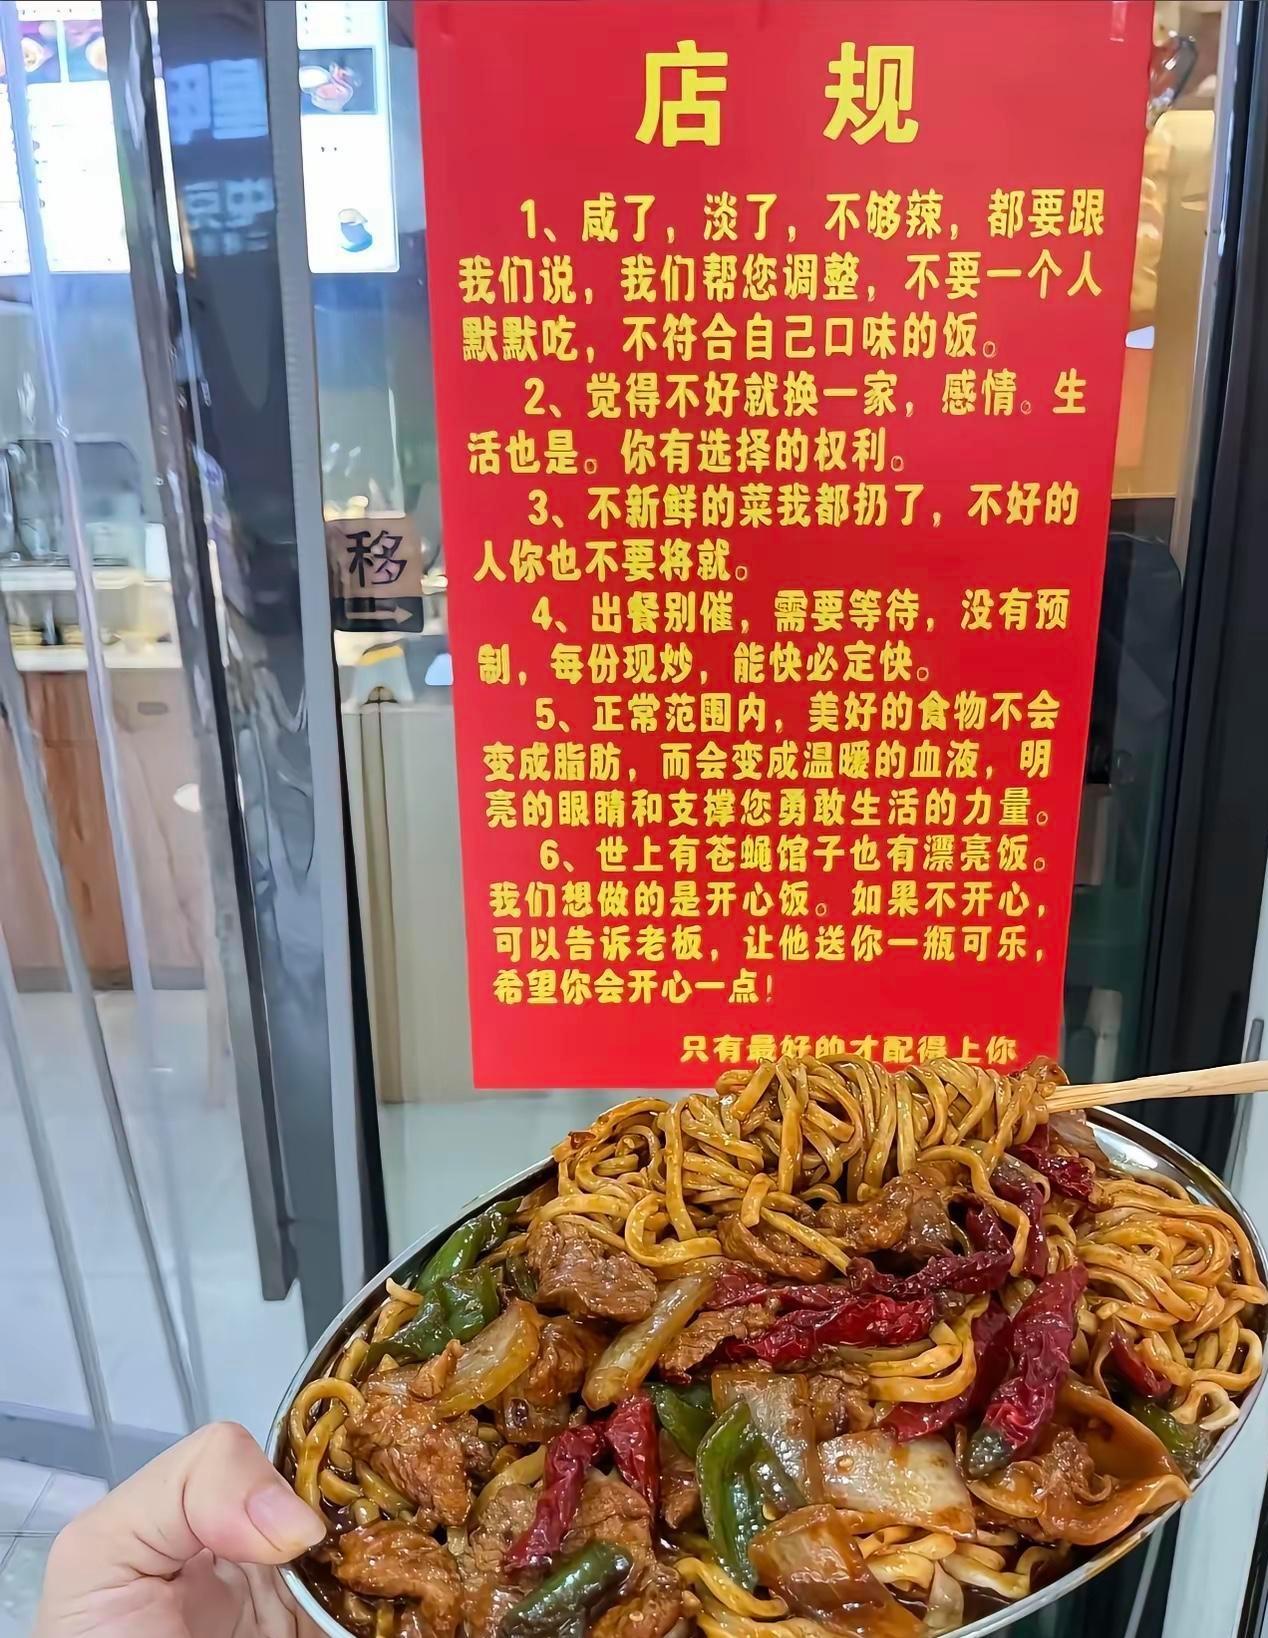 店 规
1、咸了，淡了，不够辣，都要跟
我们说，我们帮您调整，不要一个人
默默吃，不符合自己口味的饭。
2、觉得不好就换一家，感情。生
活也是。你有选择的权利。
3、不新鲜的菜我都扔了，不好的
人你也不要将就。
4、出餐别催，需要等待，没有预
制，每份现炒，能快必定快。
5、正常范围内，美好的食物不会
变成脂肪，而会变成温暖的血液，明
亮的眼睛和支撑您勇敢生活的力量。
6、世上有苍蝇馆子也有漂亮饭。
我们想做的是开心饭。如果不开心，
可以告诉老板，让他送你一瓶可乐，
希望你会开心一点！
只有最好的才配得上你
移